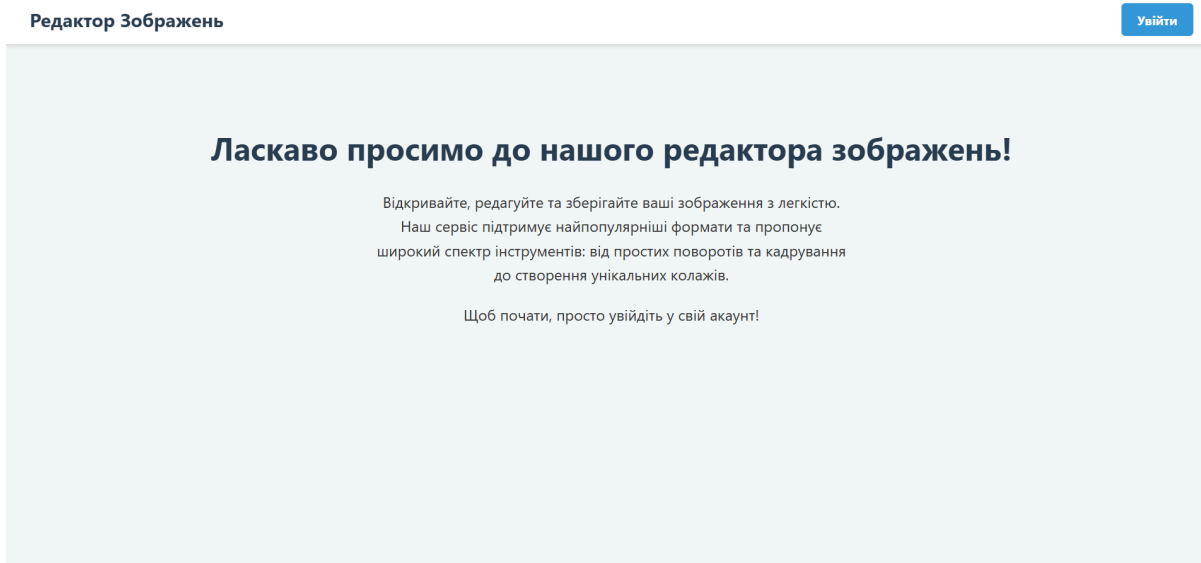 Редактор Зображень
Увійти
Ласкаво просимо до нашого редактора зображень!
Відкривайте, редагуйте та зберігайте ваші зображення з легкістю.
Наш сервіс підтримує найпопулярніші формати та пропонує
широкий спектр інструментів: від простих поворотів та кадрування
до створення унікальних колажів.
Щоб почати, просто увійдіть у свій акаунт!